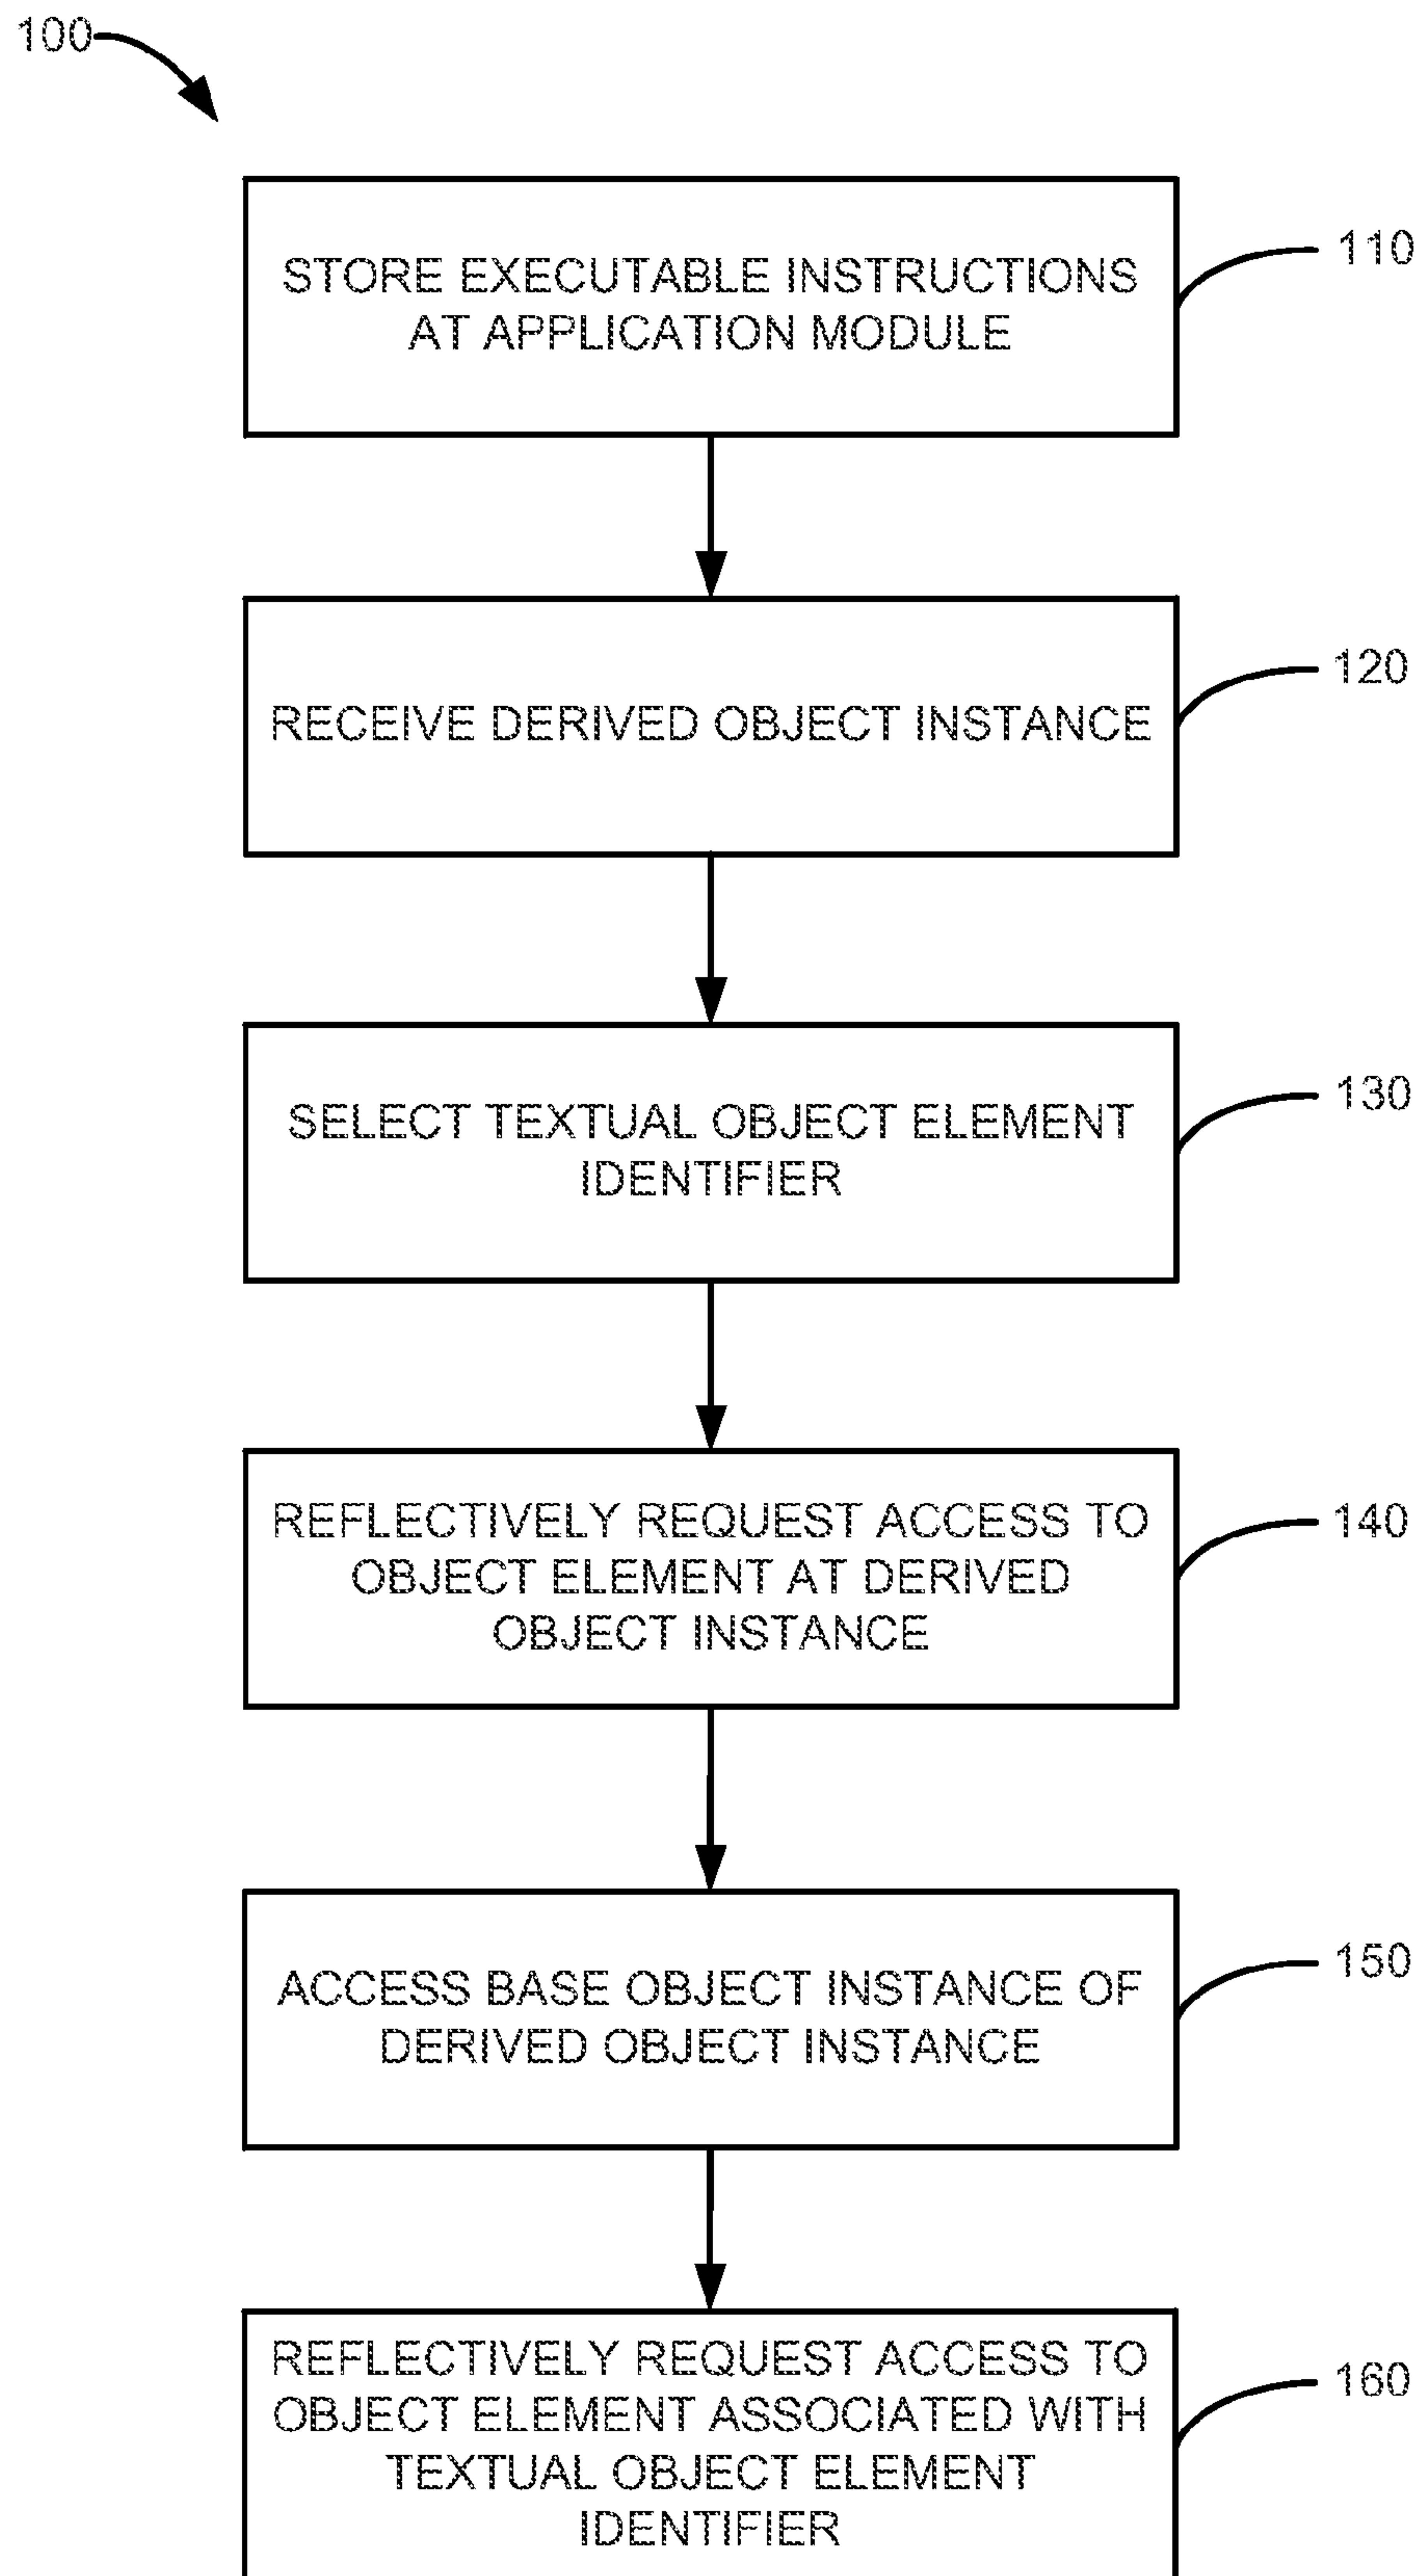 100
STORE EXECUTABLE INSTRUCTIONS
AT APPLICATION MODULE
110
RECEIVE DERIVED OBJECT INSTANCE
120
SELECT TEXTUAL OBJECT ELEMENT
IDENTIFIER
130
REFLECTIVELY REQUEST ACCESS TO
OBJECT ELEMENT AT DERIVED
OBJECT INSTANCE
140
ACCESS BASE OBJECT INSTANCE OF
DERIVED OBJECT INSTANCE
150
REFLECTIVELY REQUEST ACCESS TO
OBJECT ELEMENT ASSOCIATED WITH
TEXTUAL OBJECT ELEMENT
IDENTIFIER
160